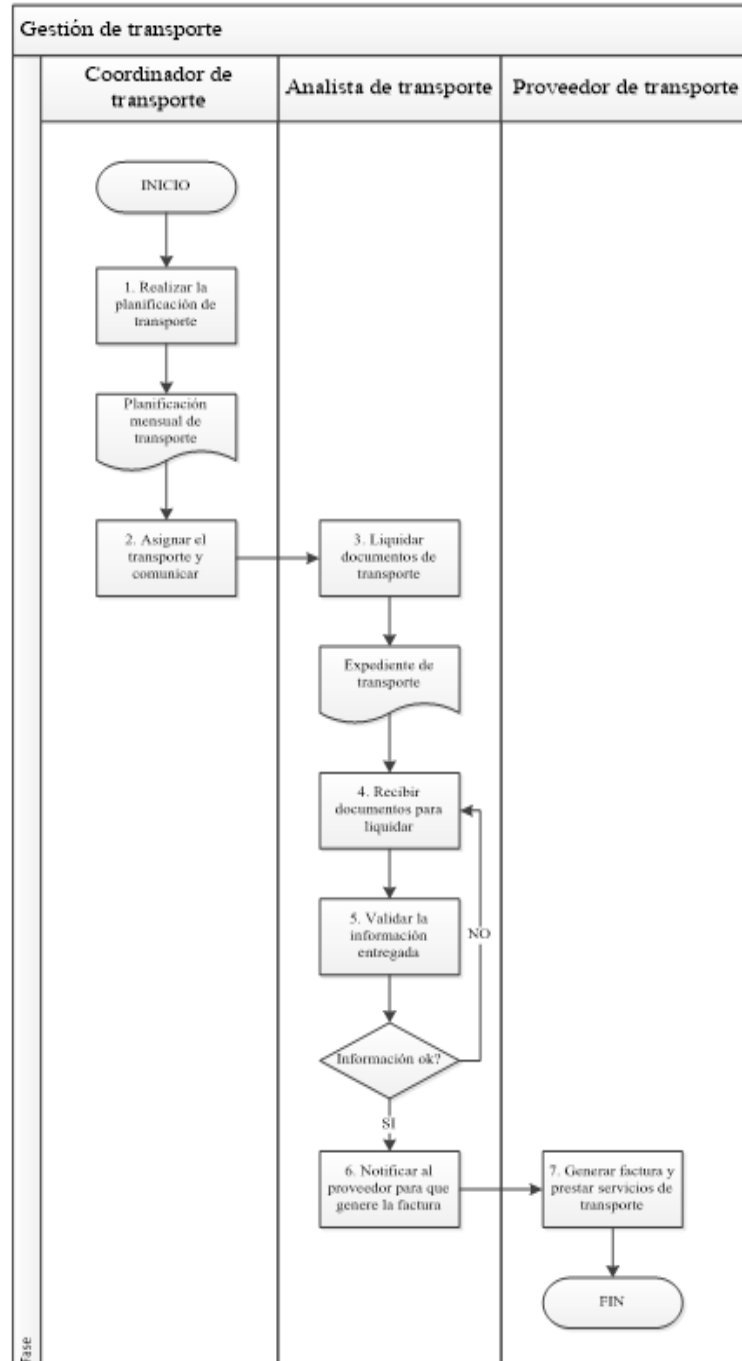 Gestión de transporte
Coordinador de
transporte
Analista de transporte
Proveedor de transporte
INICIO
1. Realizar la
planificación de
transporte
Planificación
mensual de
transporte
2. Asignar el
transporte y
comunicar
3. Liquidar
documentos de
transporte
Expediente de
transporte
4. Recibir
documentos para
liquidar
5. Validar la
información
entregada
NO
Información ok?
SI
6. Notificar al
proveedor para que
genere la factura
7. Generar factura y
prestar servicios de
transporte
FIN
Fase